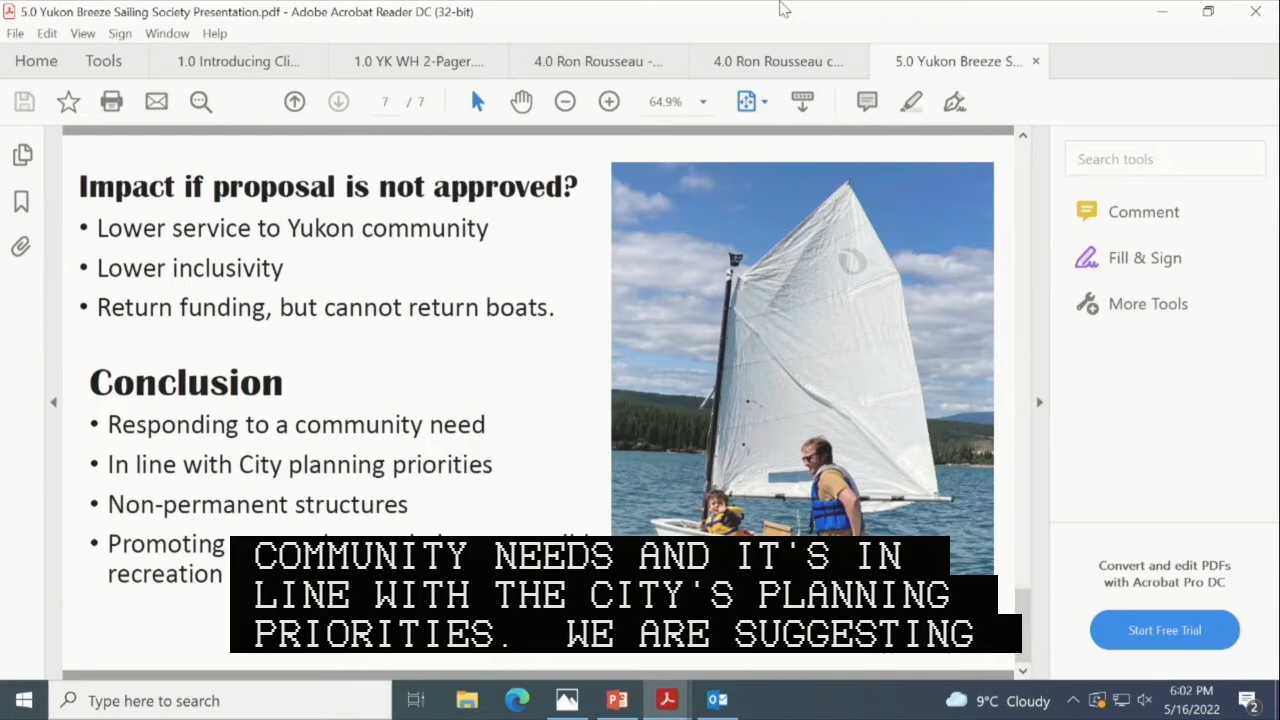 5.0 Yukon Breeze Sailing Society Presentation.pdf - Adobe Acrobat Reader DC (32-bit)
File Edit View Sign Window Help
Home Tools 1.0 Introducing Cli... 1.0 YK WH 2-Pager.... 4.0 Ron Rousseau -... 4.0 Ron Rousseau c... 5.0 Yukon Breeze S... ×
7 / 7 64.9%
Search tools
Comment
Fill & Sign
More Tools
Impact if proposal is not approved?
• Lower service to Yukon community
• Lower inclusivity
• Return funding, but cannot return boats.
Conclusion
• Responding to a community need
• In line with City planning priorities
• Non-permanent structures
• Promoting
recreation
COMMUNITY NEEDS AND IT'S IN
LINE WITH THE CITY'S PLANNING
PRIORITIES. WE ARE SUGGESTING
Convert and edit PDFs
with Acrobat Pro DC
Start Free Trial
Type here to search
9°C Cloudy
6:02 PM
5/16/2022
2